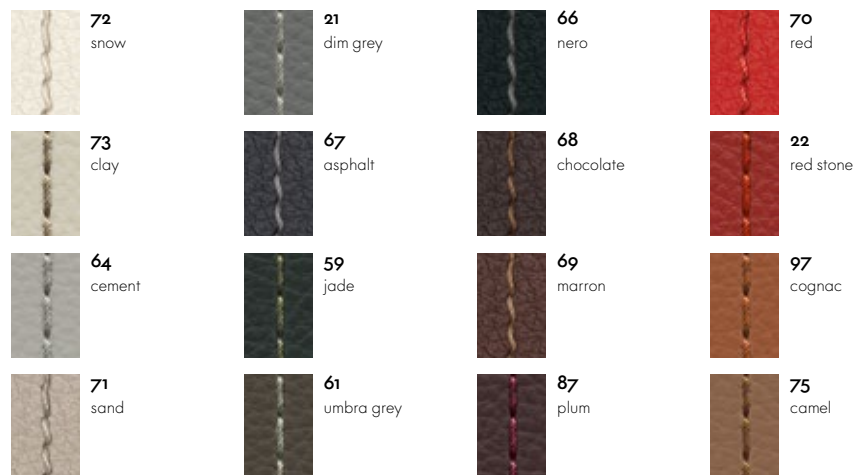 72
snow
21
dim grey
66
nero
70
red
73
clay
67
asphalt
68
chocolate
22
red stone
64
cement
59
jade
69
marron
97
cognac
71
sand
61
umbra grey
87
plum
75
camel